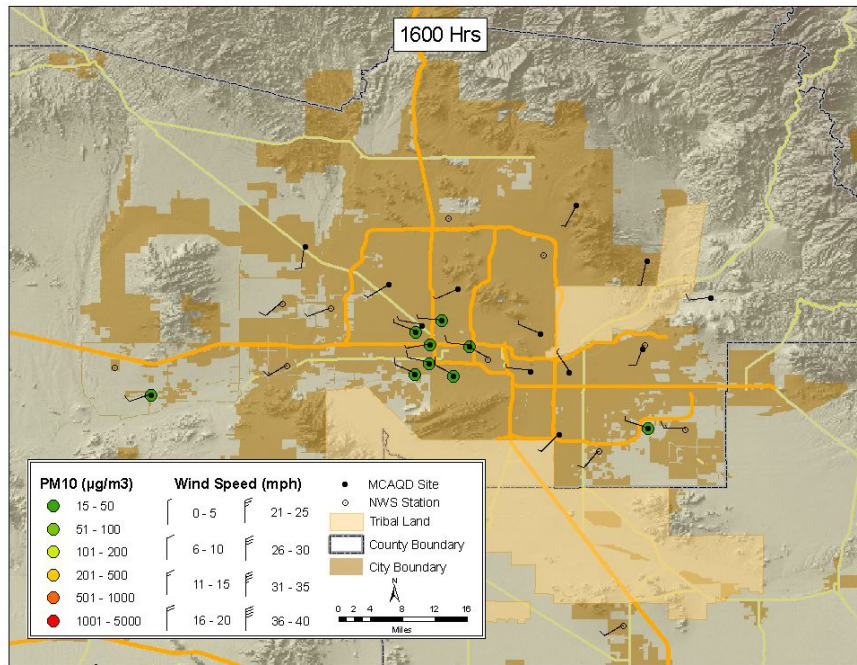 1600 Hrs
PM10 (µg/m3)
15 - 50
51 - 100
101 - 200
201 - 500
501 - 1000
1001 - 5000
Wind Speed (mph)
0 - 5
6 - 10
11 - 15
16 - 20
21 - 25
26 - 30
31 - 35
36 - 40
MCAQD Site
NWS Station
Tribal Land
County Boundary
City Boundary
N
0 2 4 8 12 16
Miles